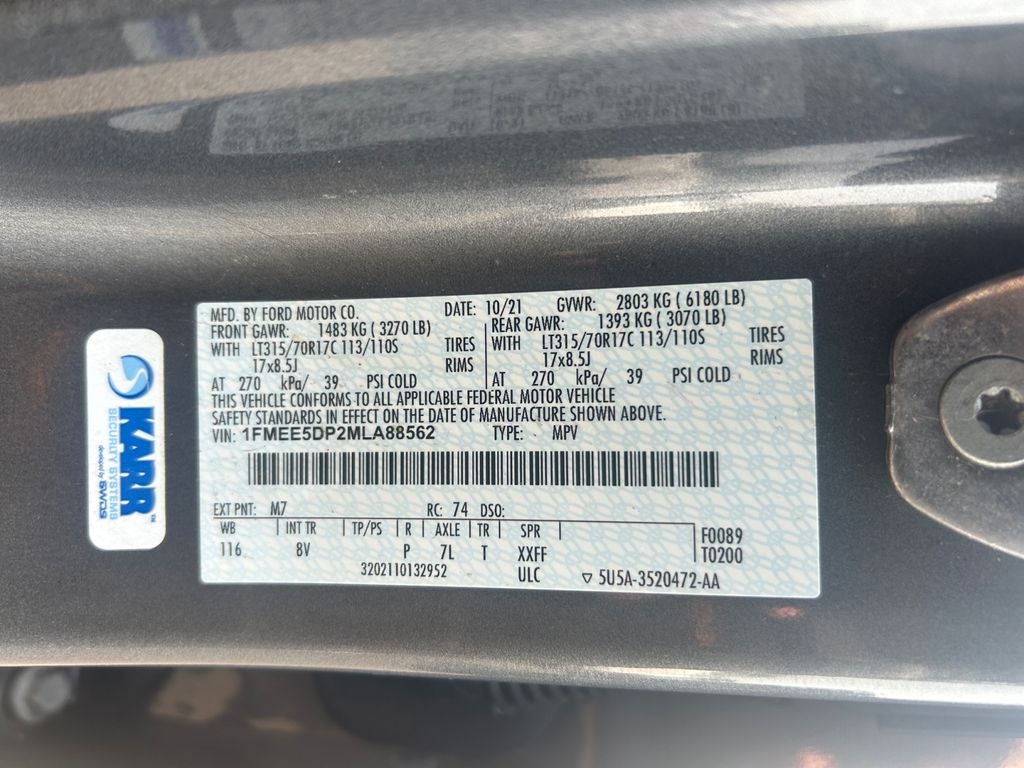 MFD. BY FORD MOTOR CO. DATE: 10/21 GVWR: 2803 KG ( 6180 LB)
FRONT GAWR: 1483 KG ( 3270 LB) REAR GAWR: 1393 KG ( 3070 LB)
WITH LT315/70R17C 113/110S TIRES WITH LT315/70R17C 113/110S TIRES
17x8.5J RIMS 17x8.5J RIMS
AT 270 kPa/ 39 PSI COLD AT 270 kPa/ 39 PSI COLD
THIS VEHICLE CONFORMS TO ALL APPLICABLE FEDERAL MOTOR VEHICLE
SAFETY STANDARDS IN EFFECT ON THE DATE OF MANUFACTURE SHOWN ABOVE.
VIN: 1FMEE5DP2MLA88562 TYPE: MPV
EXT PNT: M7 RC: 74 DSO:
WB INT TR TP/PS R AXLE TR SPR F0089
116 8V P 7L T XXFF T0200
3202110132952 ULC ▽ 5U5A-3520472-AA
KARR™
SECURITY SYSTEMS
developed by SWDS